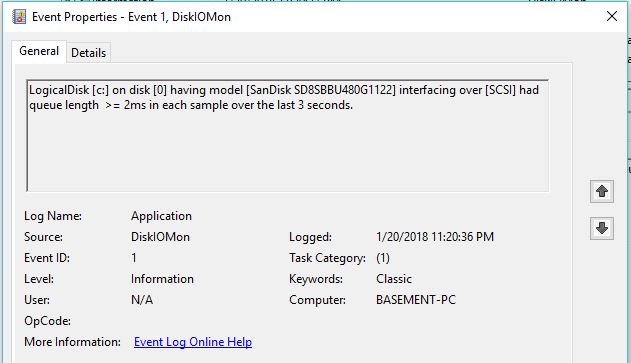 Event Properties - Event 1, DiskIOMon
General
Details
LogicalDisk [c:] on disk [0] having model [SanDisk SD8SBBU480G1122] interfacing over [SCSI] had
queue length  >= 2ms in each sample over the last 3 seconds.
Log Name: Application
Source: DiskIOMon Logged: 1/20/2018 11:20:36 PM
Event ID: 1 Task Category: (1)
Level: Information Keywords: Classic
User: N/A Computer: BASEMENT-PC
OpCode:
More Information: Event Log Online Help